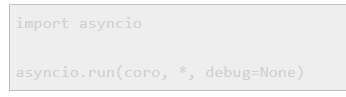 import asyncio
asyncio.run(coro, *, debug=None)